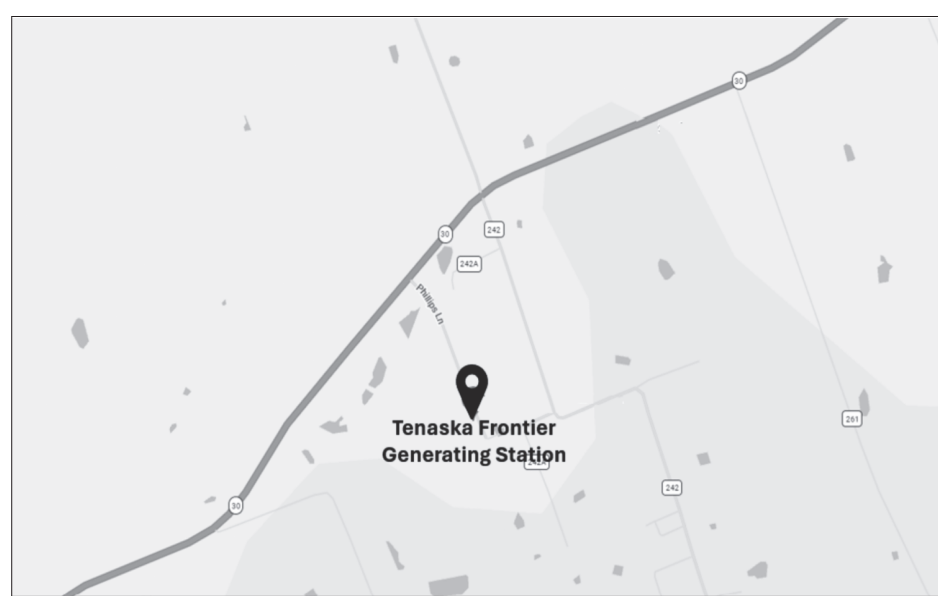 30
30
242
242A
Phillips Ln
Tenaska Frontier
Generating Station
242A
261
242
30